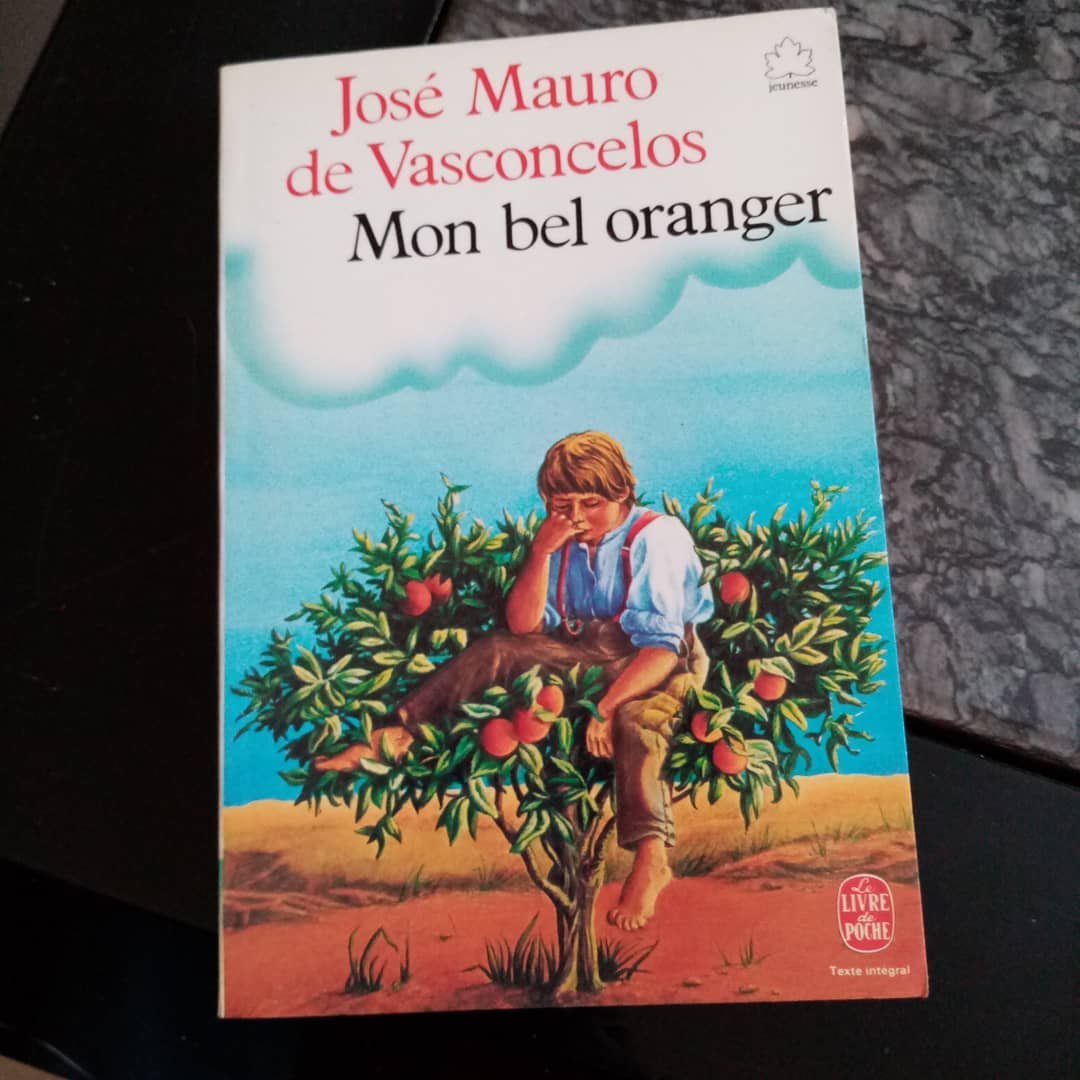 José Mauro
de Vasconcelos
Mon bel oranger
jeunesse
Le
LIVRE
de
POCHE
Texte intégral